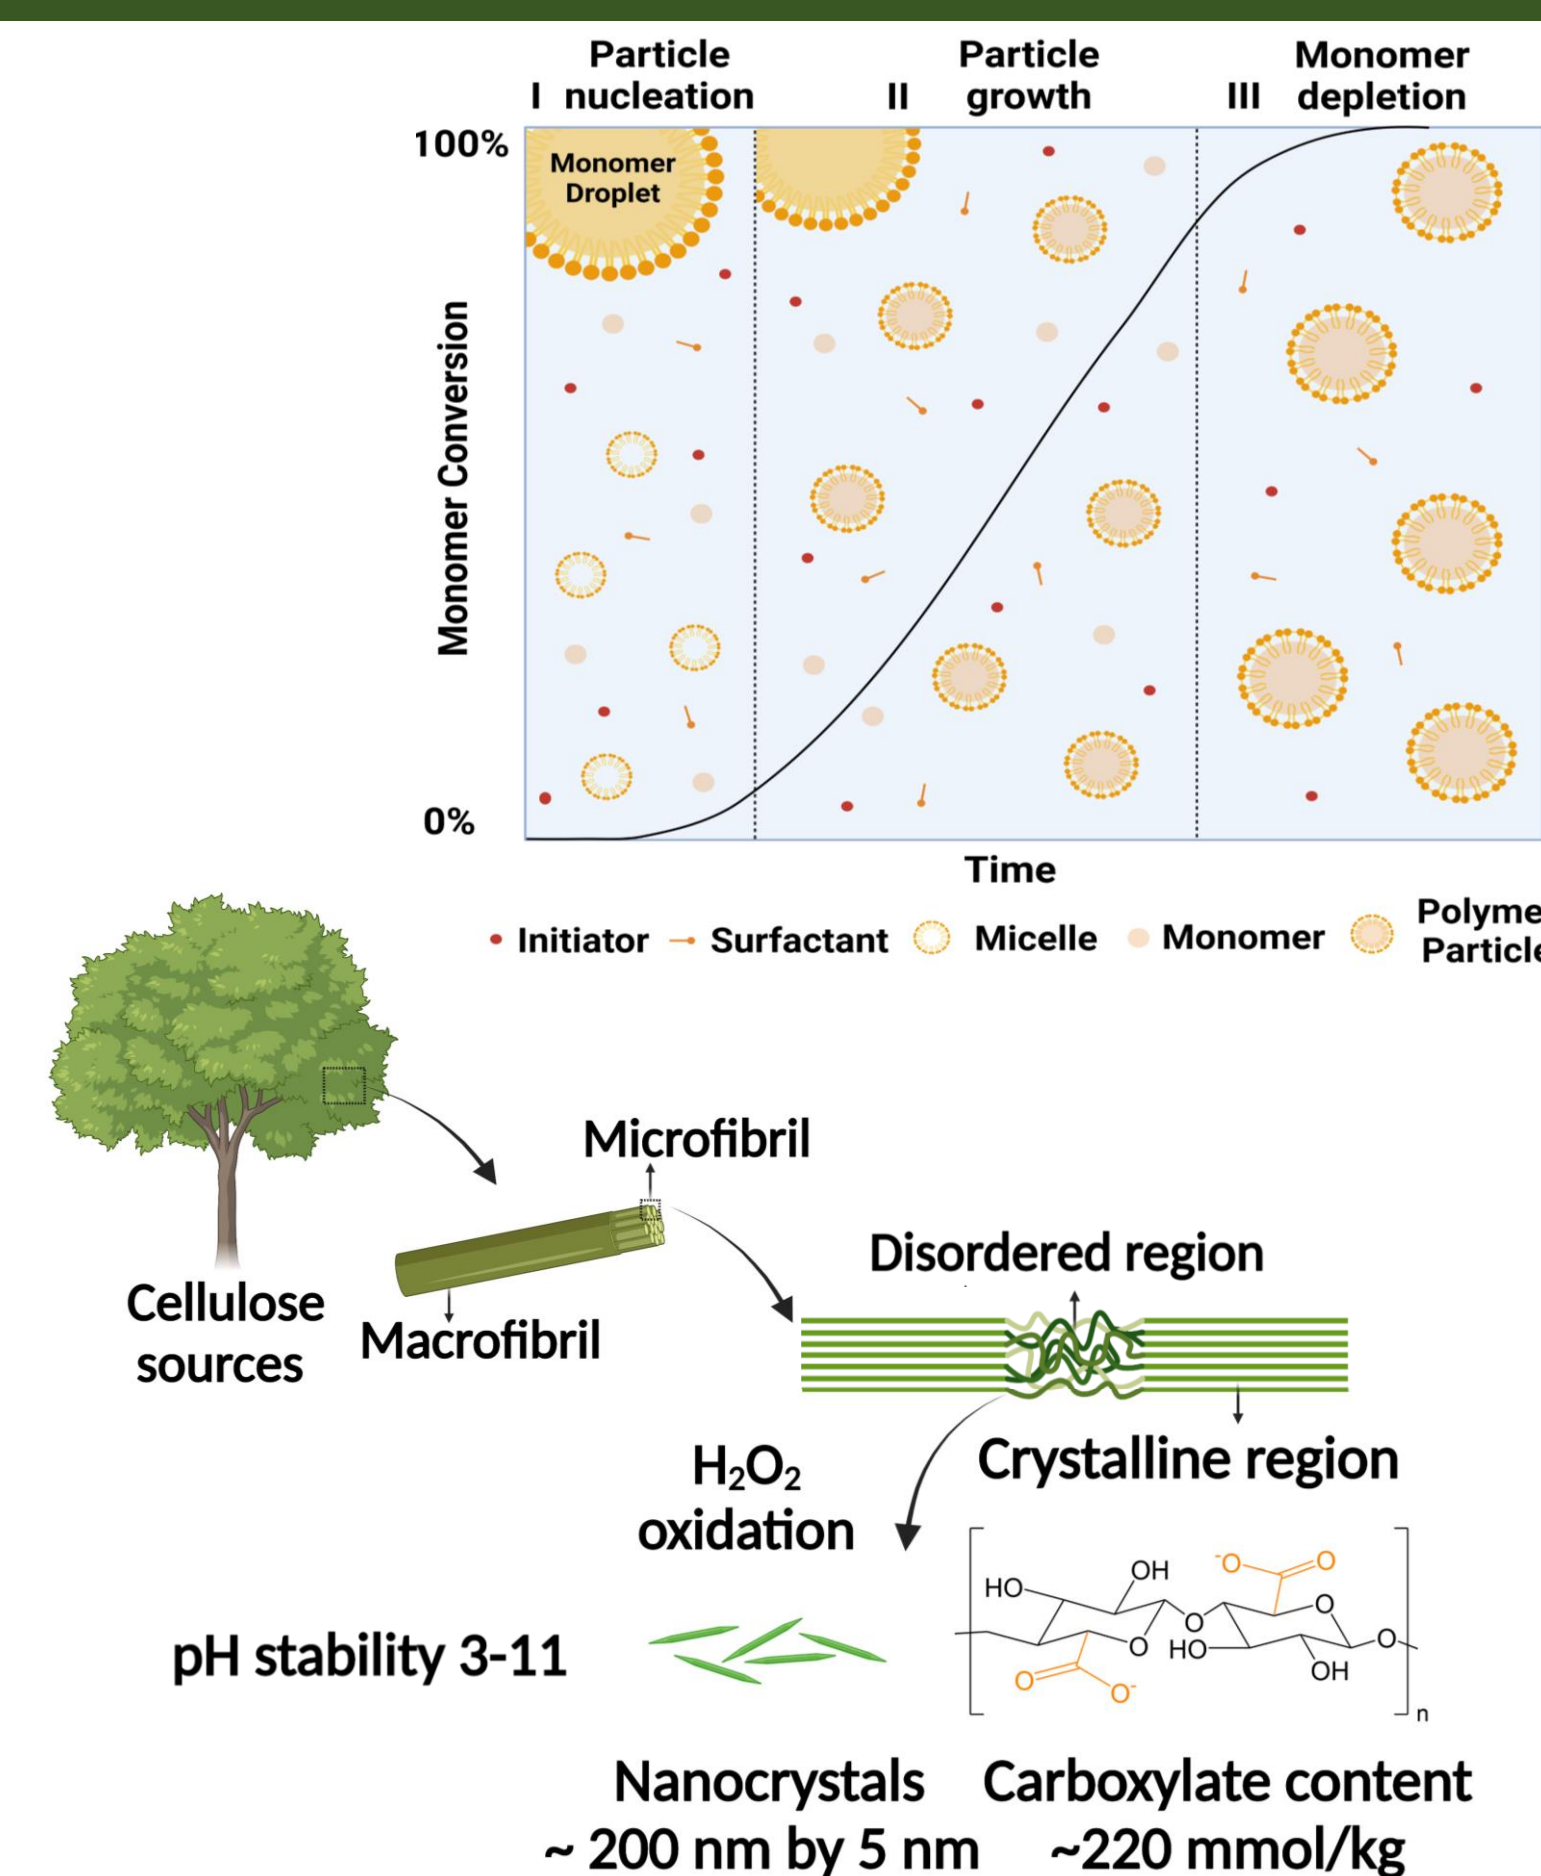 Particle
I nucleation
Particle
II growth
Monomer
III depletion
100%
Monomer
Droplet
Monomer Conversion
0%
Time
Initiator
Surfactant
Micelle
Monomer
Polyme
Particle
Microfibril
Disordered region
Cellulose
sources
Macrofibril
H₂O₂
oxidation
Crystalline region
HO
OH
⁻O
O
O
O
O
O
HO
O
O⁻
OH
n
pH stability 3-11
Nanocrystals
~ 200 nm by 5 nm
Carboxylate content
~220 mmol/kg